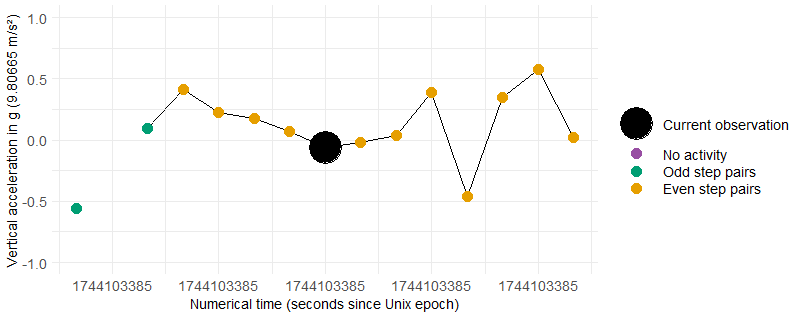 Vertical acceleration in g (9.80665 m/s²)
1.0
0.5
0.0
-0.5
-1.0
1744103385 1744103385 1744103385 1744103385 1744103385
Numerical time (seconds since Unix epoch)
Current observation
No activity
Odd step pairs
Even step pairs